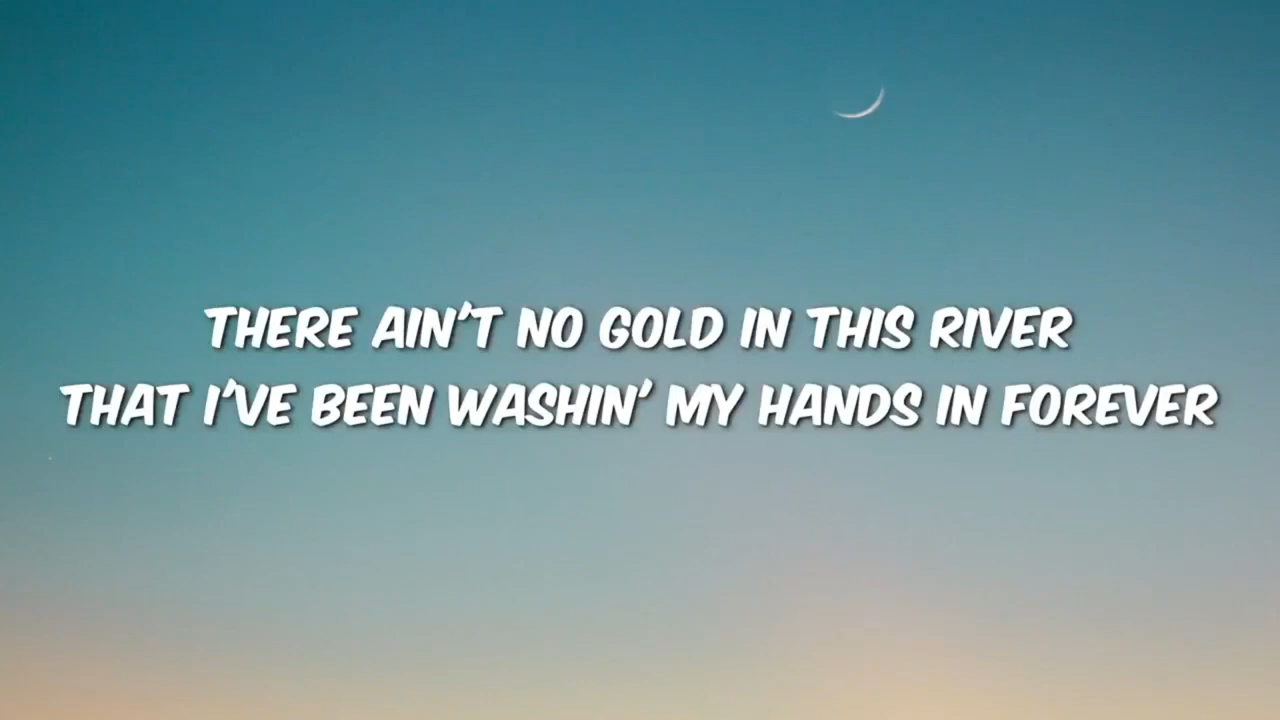 THERE AIN'T NO GOLD IN THIS RIVER
THAT I'VE BEEN WASHIN' MY HANDS IN FOREVER